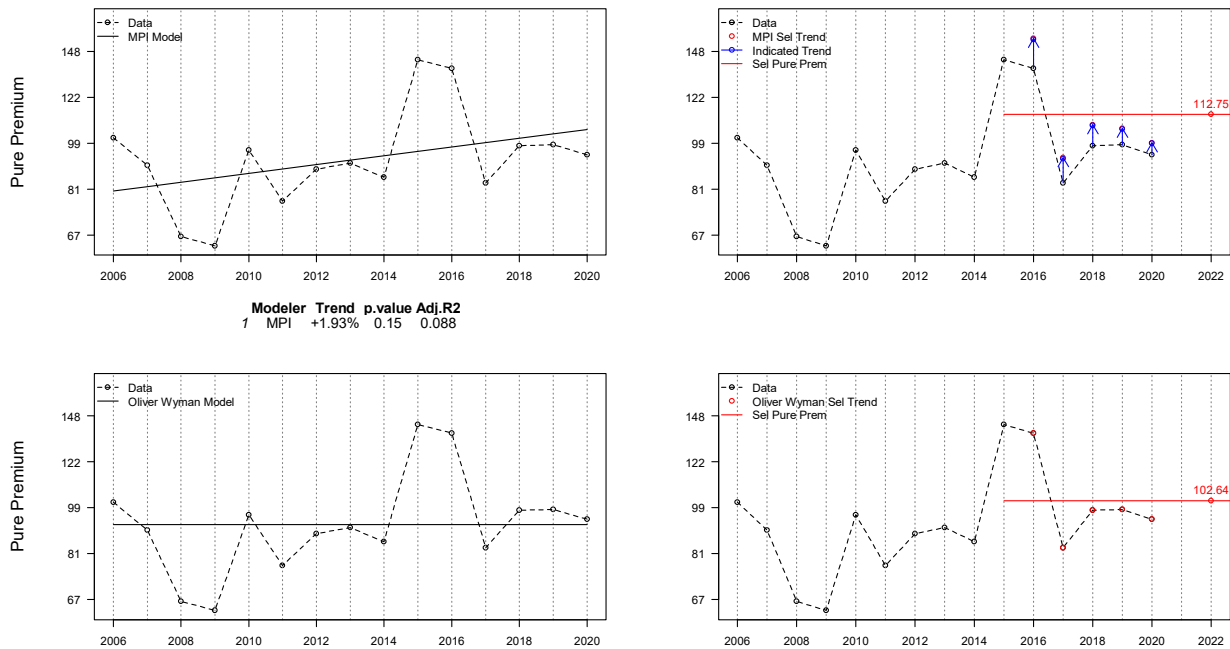 Data
MPI Model
Pure Premium
148
122
99
81
67
2006 2008 2010 2012 2014 2016 2018 2020
Modeler Trend p.value Adj.R2
1 MPI +1.93% 0.15 0.088
Data
MPI Sel Trend
Indicated Trend
Sel Pure Prem
148
122
99
81
67
112.75
2006 2008 2010 2012 2014 2016 2018 2020 2022
Data
Oliver Wyman Model
Pure Premium
148
122
99
81
67
2006 2008 2010 2012 2014 2016 2018 2020
Data
Oliver Wyman Sel Trend
Sel Pure Prem
148
122
99
81
67
102.64
2006 2008 2010 2012 2014 2016 2018 2020 2022